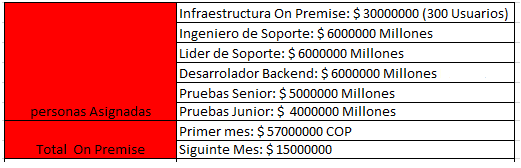 Infraestructura On Premise: $ 30000000 (300 Usuarios)
Ingeniero de Soporte: $ 6000000 Millones
Lider de Soporte: $ 6000000 Millones
Desarrolador Backend: $ 6000000 Millones
Pruebas Senior: $ 5000000 Millones
personas Asignadas
Pruebas Junior: $ 4000000 Millones
Primer mes: $ 57000000 COP
Total On Premise
Siguinte Mes: $ 15000000